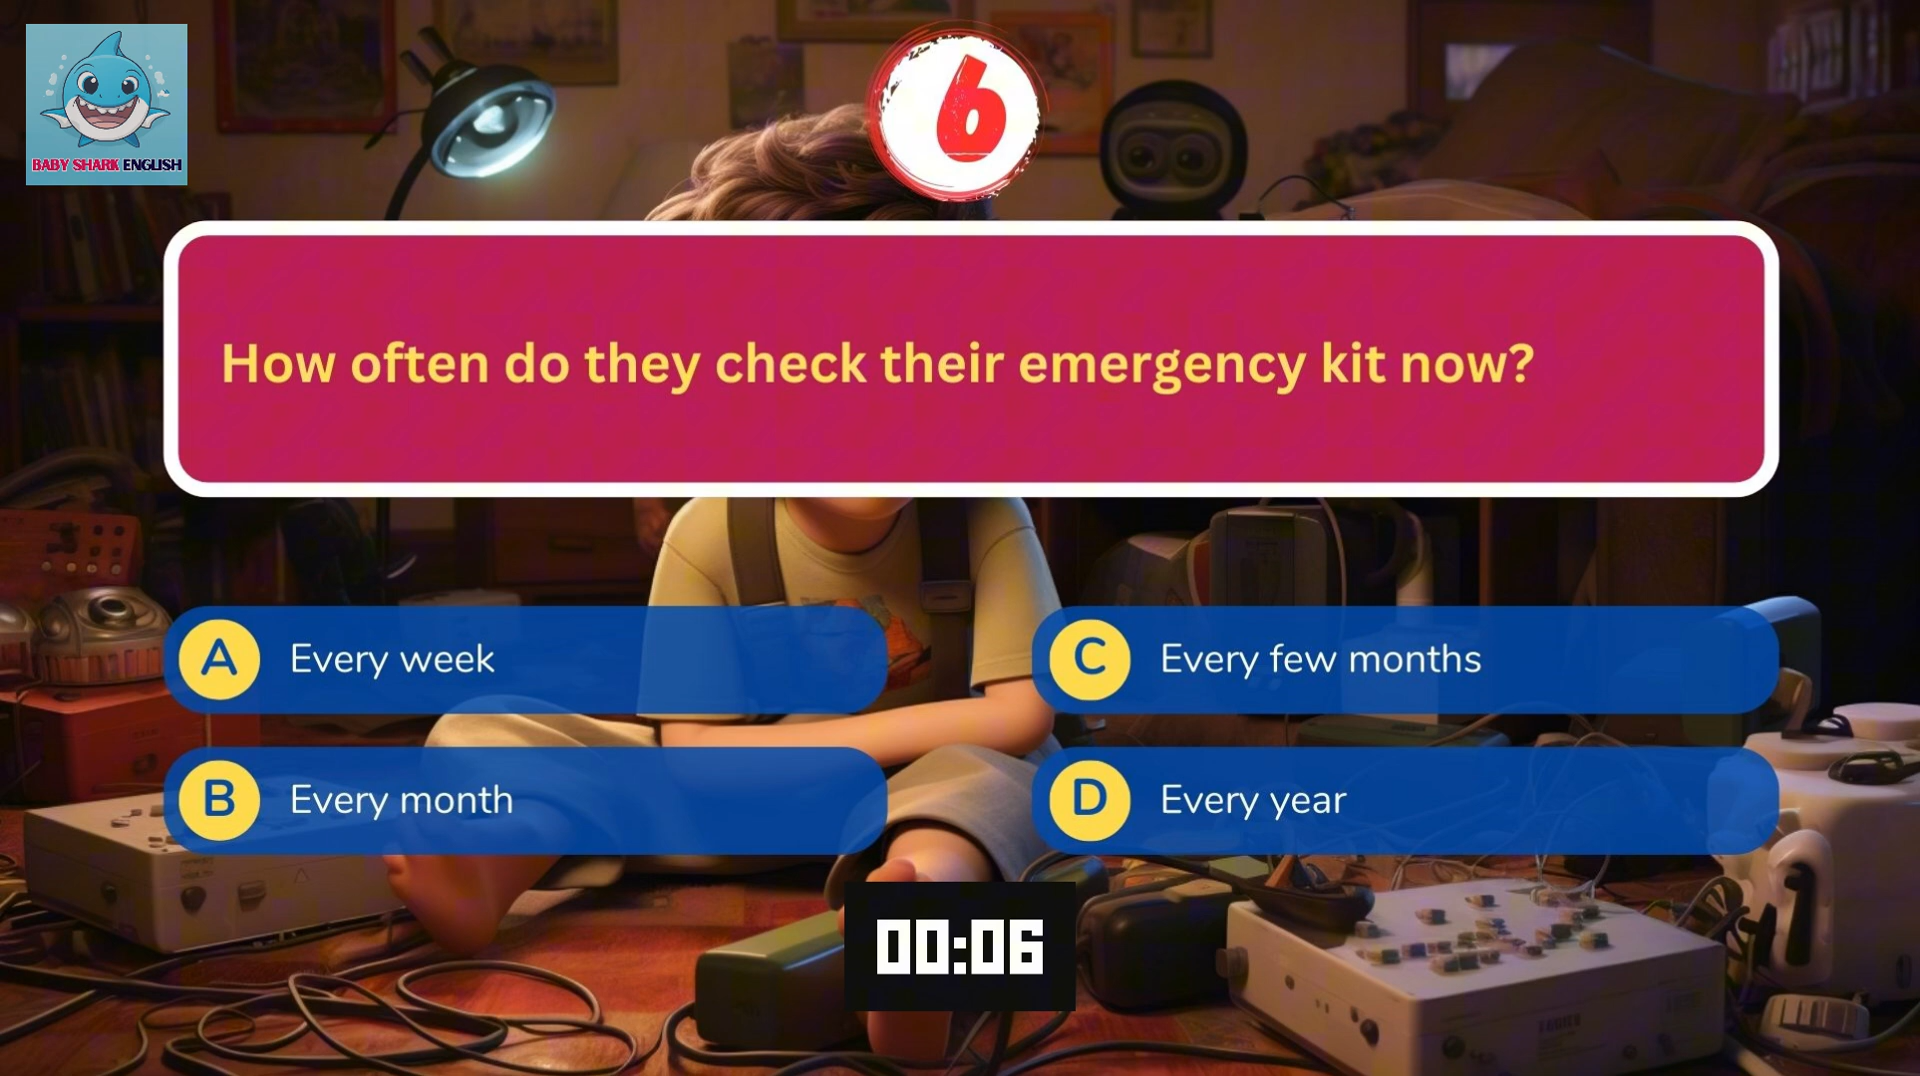 BABY SHARK ENGLISH
6
How often do they check their emergency kit now?
A Every week
B Every month
C Every few months
D Every year
00:06